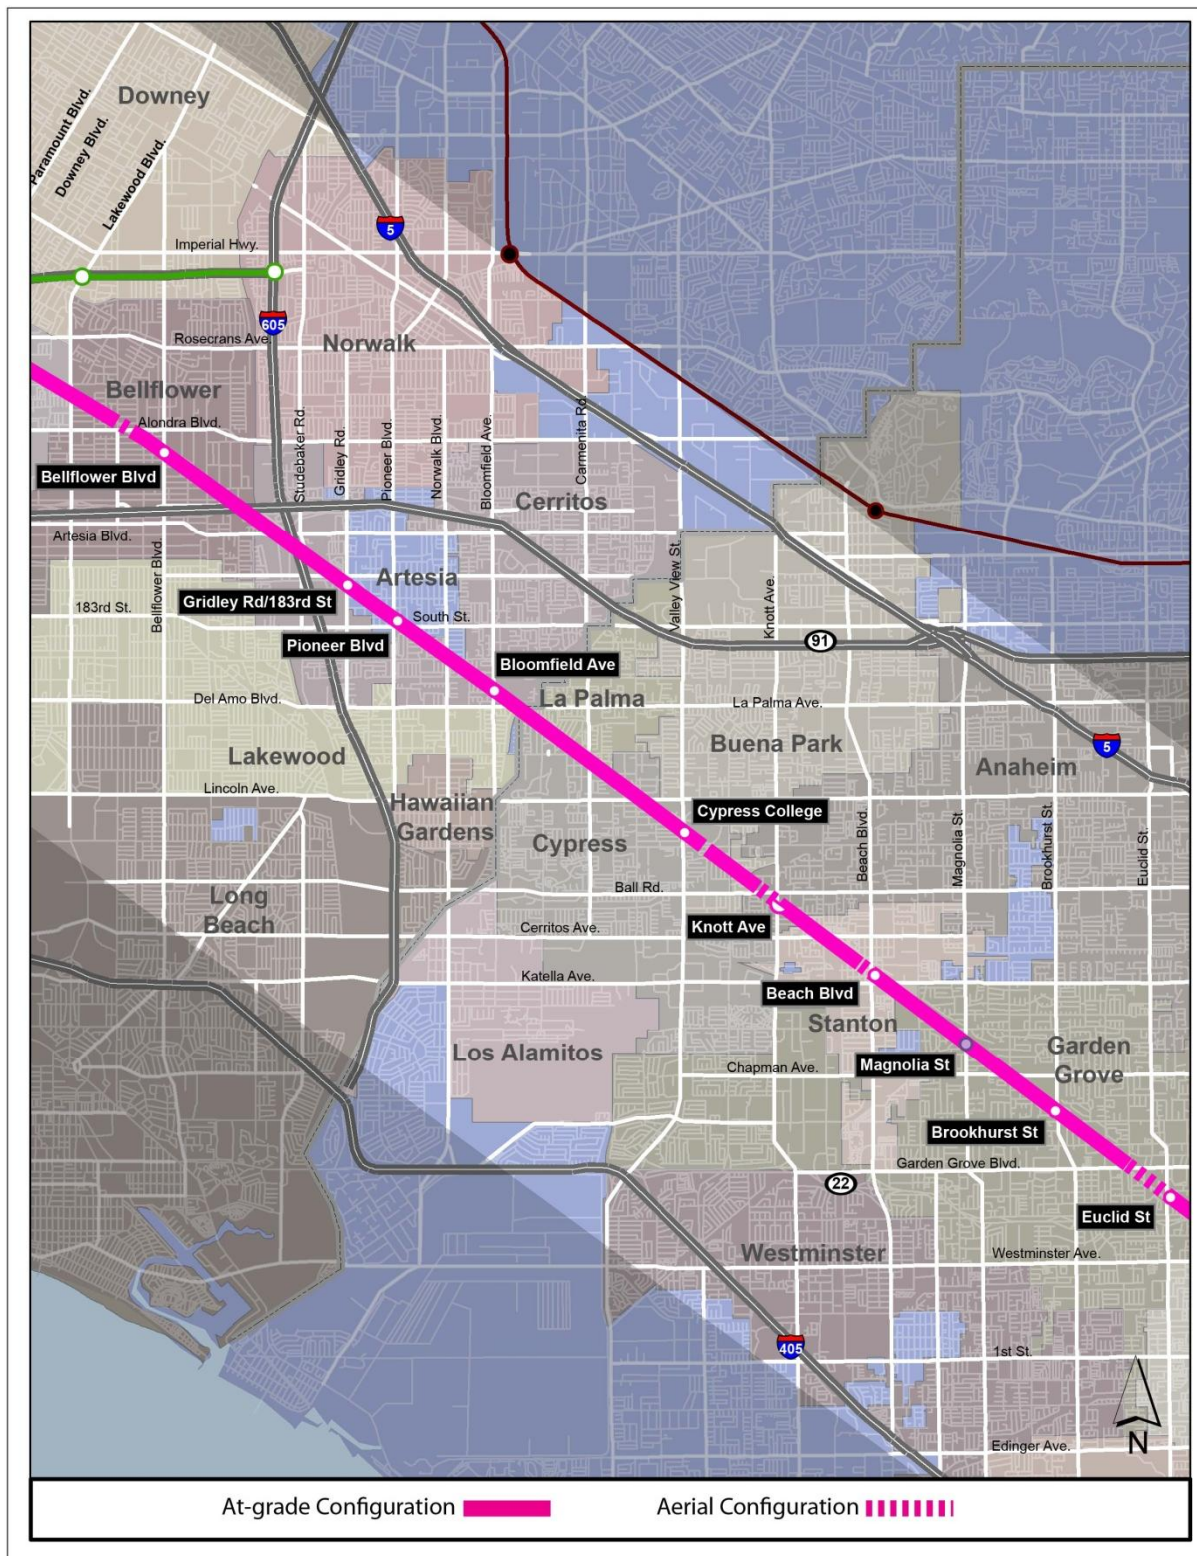 Downey
Paramount Blvd.
Downey Blvd.
Lakewood Blvd.
Imperial Hwy.
5
605
Rosecrans Ave.
Norwalk
Bellflower
Alondra Blvd.
Studebaker Rd.
Gridley Rd.
Pioneer Blvd.
Norwalk Blvd.
Bloomfield Ave.
Carmenita Rd.
Bellflower Blvd
Cerritos
Artesia Blvd.
Bellflower Blvd.
Valley View St.
Knott Ave.
Artesia
183rd St.
Gridley Rd/183rd St
South St.
Pioneer Blvd
91
Bloomfield Ave
Del Amo Blvd.
La Palma
La Palma Ave.
Buena Park
5
Lakewood
Anaheim
Lincoln Ave.
Hawaiian
Gardens
Cypress College
Cypress
Beach Blvd.
Magnolia St.
Brookhurst St.
Euclid St.
Ball Rd.
Long
Beach
Knott Ave
Cerritos Ave.
Katella Ave.
Beach Blvd
Stanton
Los Alamitos
Garden
Grove
Chapman Ave.
Magnolia St
Brookhurst St
Garden Grove Blvd.
22
Euclid St
Westminster
Westminster Ave.
405
1st St.
N
Edinger Ave.
At-grade Configuration
Aerial Configuration